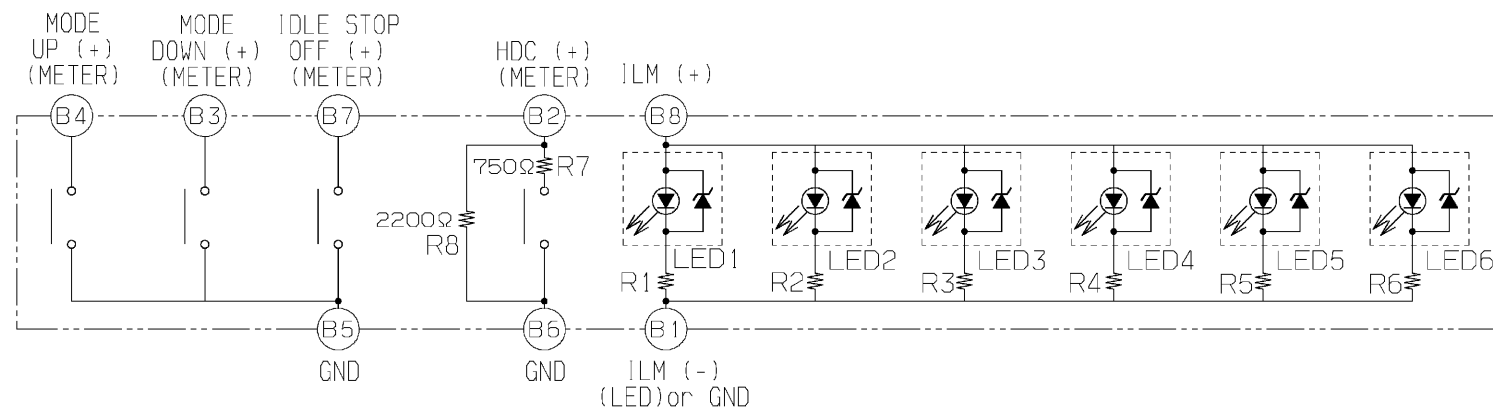 MODE
UP (+)
(METER)
MODE
DOWN (+)
(METER)
IDLE STOP
OFF (+)
(METER)
HDC (+)
(METER)
ILM (+)
B4
B3
B7
B2
B8
750Ω
R7
2200Ω
R8
LED1
LED2
LED3
LED4
LED5
LED6
R1
R2
R3
R4
R5
R6
B5
B6
B1
GND
GND
ILM (-)
(LED)or GND